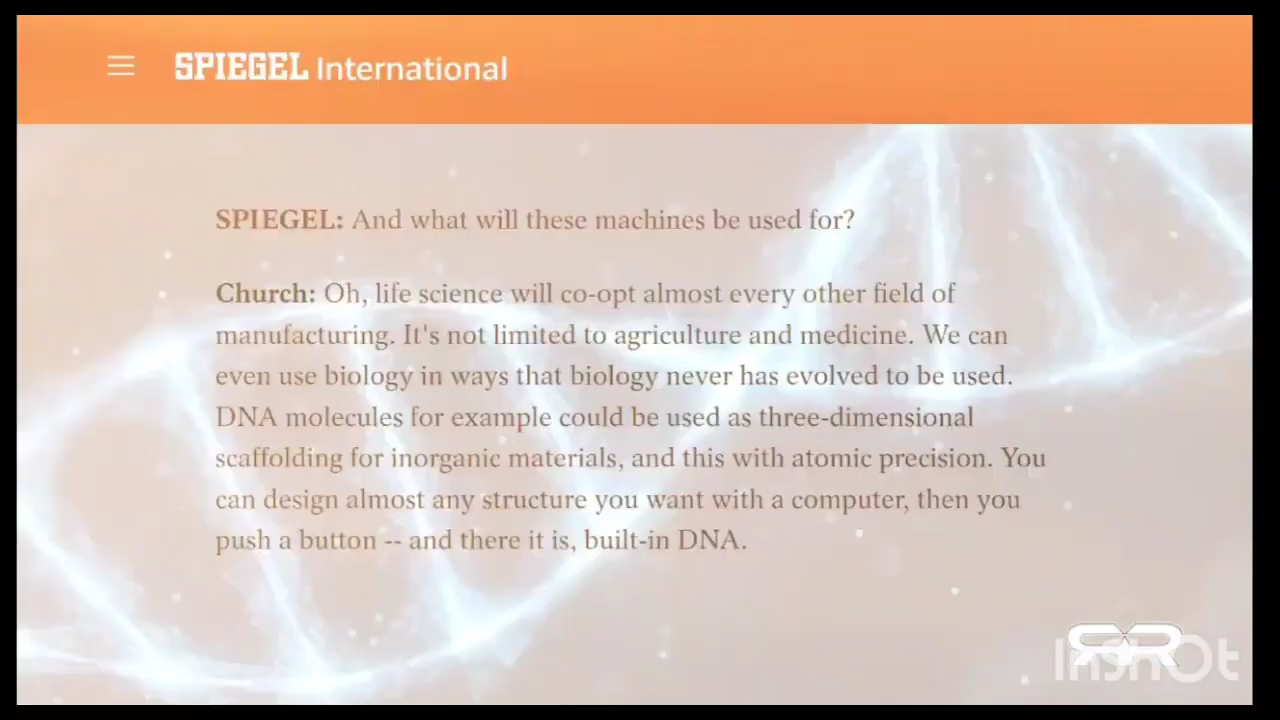 SPIEGEL International
SPIEGEL: And what will these machines be used for?
Church: Oh, life science will co-opt almost every other field of
manufacturing. It's not limited to agriculture and medicine. We can
even use biology in ways that biology never has evolved to be used.
DNA molecules for example could be used as three-dimensional
scaffolding for inorganic materials, and this with atomic precision. You
can design almost any structure you want with a computer, then you
push a button -- and there it is, built-in DNA.
RR
InShOt